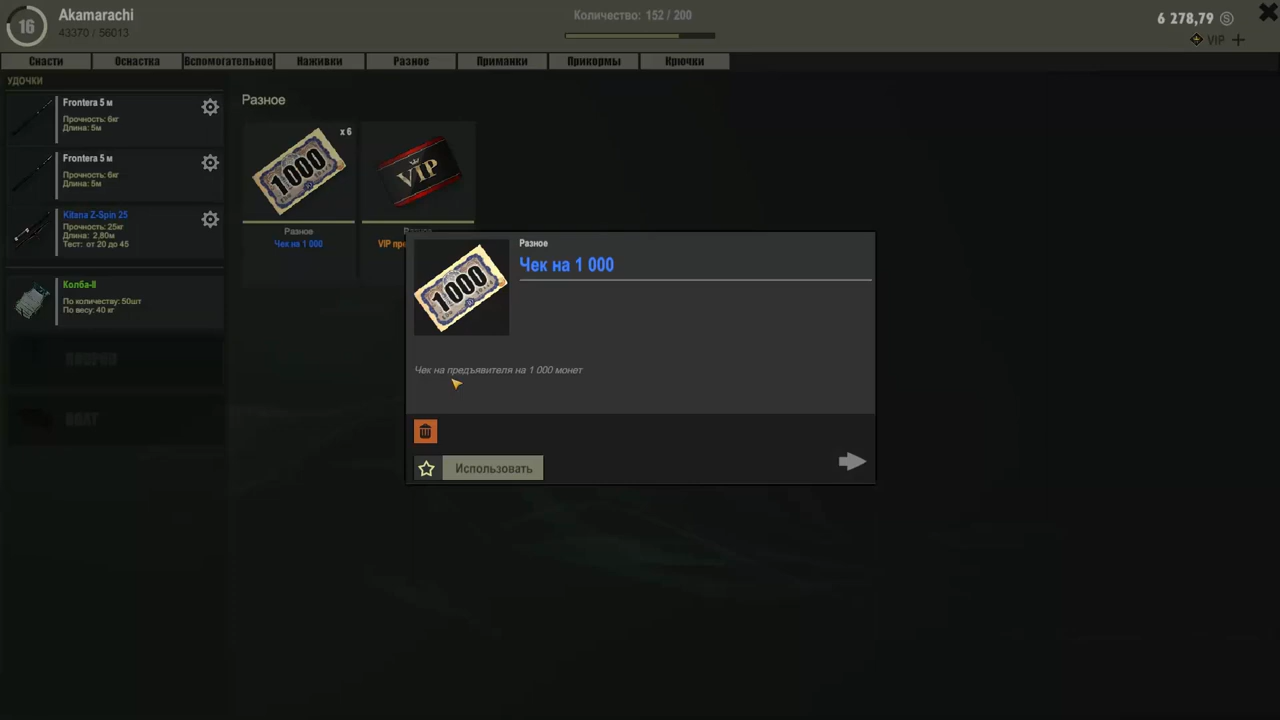 16
Akamarachi
43370 / 56013
Количество: 152 / 200
6 278,79
VIP
Снасти
Оснастка
Вспомогательное
Наживки
Разное
Приманки
Прикормы
Крючки
УДОЧКИ
Frontera 5 м
Прочность: 6кг
Длина: 5м
Frontera 5 м
Прочность: 6кг
Длина: 5м
Kitana Z-Spin 25
Прочность: 25кг
Длина: 2,80м
Тест: от 20 до 45
Колба-II
По количеству: 50шт
По весу: 40 кг
Разное
x 6
1000
VIP
Разное
Чек на 1 000
Разное
VIP
1000
Разное
Чек на 1 000
Чек на предъявителя на 1 000 монет
Использовать